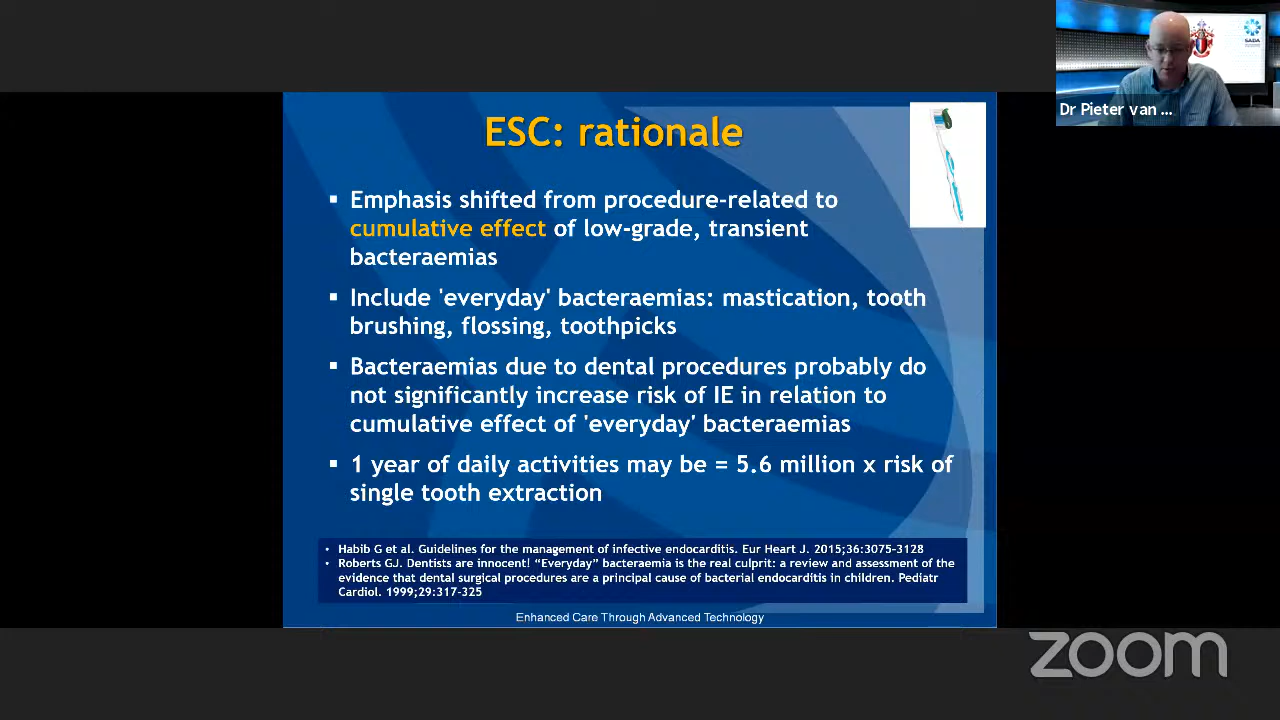 SADA
Dr Pieter van ...
ESC: rationale
▪ Emphasis shifted from procedure-related to
cumulative effect of low-grade, transient
bacteraemias
▪ Include 'everyday' bacteraemias: mastication, tooth
brushing, flossing, toothpicks
▪ Bacteraemias due to dental procedures probably do
not significantly increase risk of IE in relation to
cumulative effect of 'everyday' bacteraemias
▪ 1 year of daily activities may be = 5.6 million x risk of
single tooth extraction
• Habib G et al. Guidelines for the management of infective endocarditis. Eur Heart J. 2015;36:3075-3128
• Roberts GJ. Dentists are innocent! “Everyday” bacteraemia is the real culprit: a review and assessment of the
evidence that dental surgical procedures are a principal cause of bacterial endocarditis in children. Pediatr
Cardiol. 1999;29:317-325
Enhanced Care Through Advanced Technology
zoom